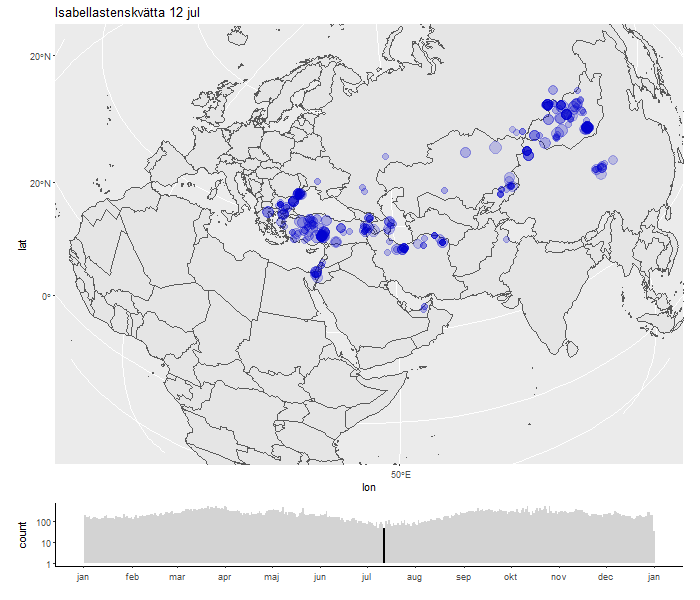 Isabellastenskvätta 12 jul
20°N
20°N
0°
lat
50°E
lon
count
100
10
1
jan feb mar apr maj jun jul aug sep okt nov dec jan